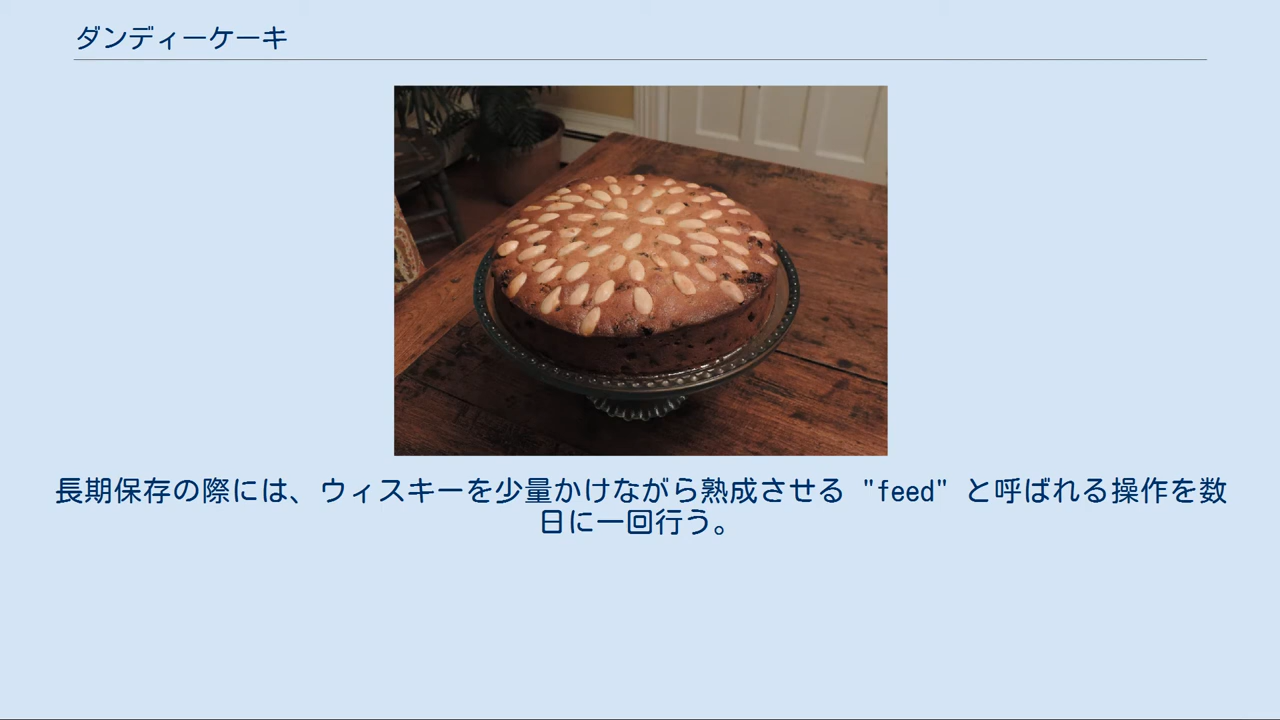 ダンディーケーキ
長期保存の際には、ウィスキーを少量かけながら熟成させる "feed" と呼ばれる操作を数
日に一回行う。